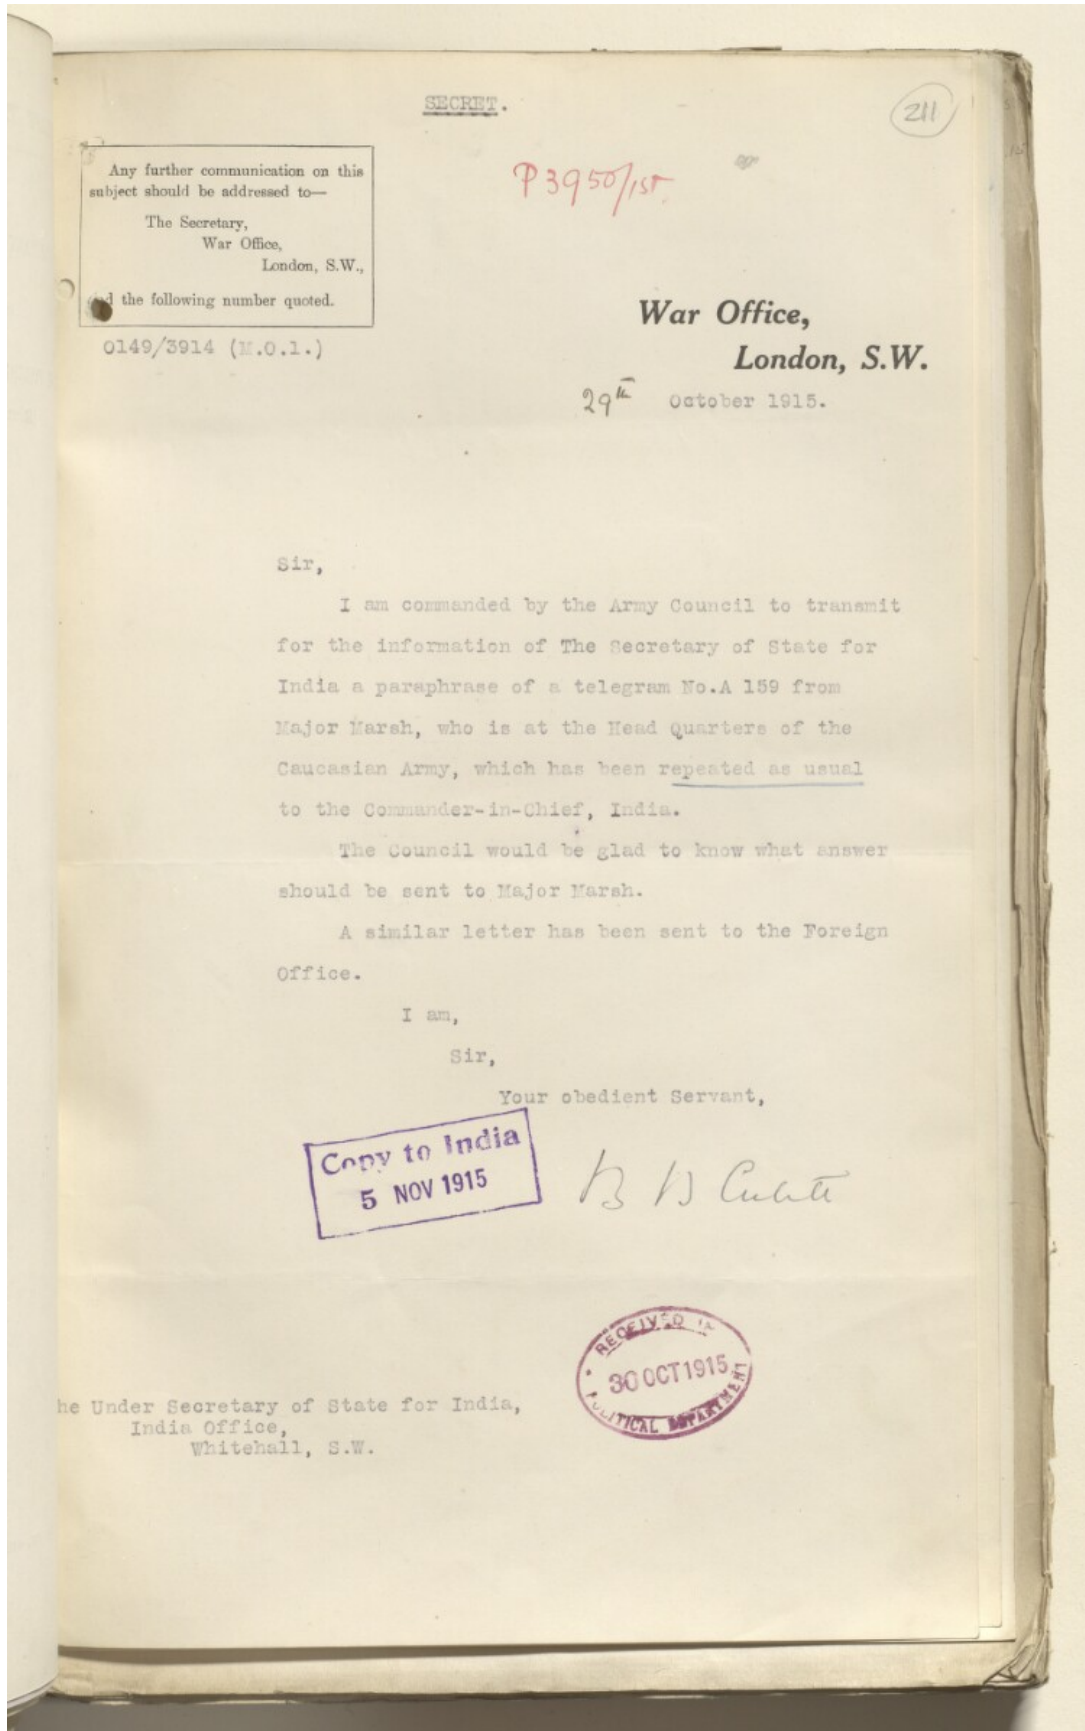 SECRET.
211
P 3950/15.
Any further communication on this
subject should be addressed to—
The Secretary,
War Office,
London, S.W.,
and the following number quoted.
0149/3914 (M.O.1.)
War Office,
London, S.W.
29th October 1915.
Sir,
I am commanded by the Army Council to transmit
for the information of The Secretary of State for
India a paraphrase of a telegram No.A 159 from
Major Marsh, who is at the Head Quarters of the
Caucasian Army, which has been repeated as usual
to the Commander-in-Chief, India.
The Council would be glad to know what answer
should be sent to Major Marsh.
A similar letter has been sent to the Foreign
Office.
I am,
Sir,
Your obedient Servant,
Copy to India
5 NOV 1915
B B Cubitt
RECEIVED IN
30 OCT 1915
POLITICAL DEPARTMENT
he Under Secretary of State for India,
India Office,
Whitehall, S.W.